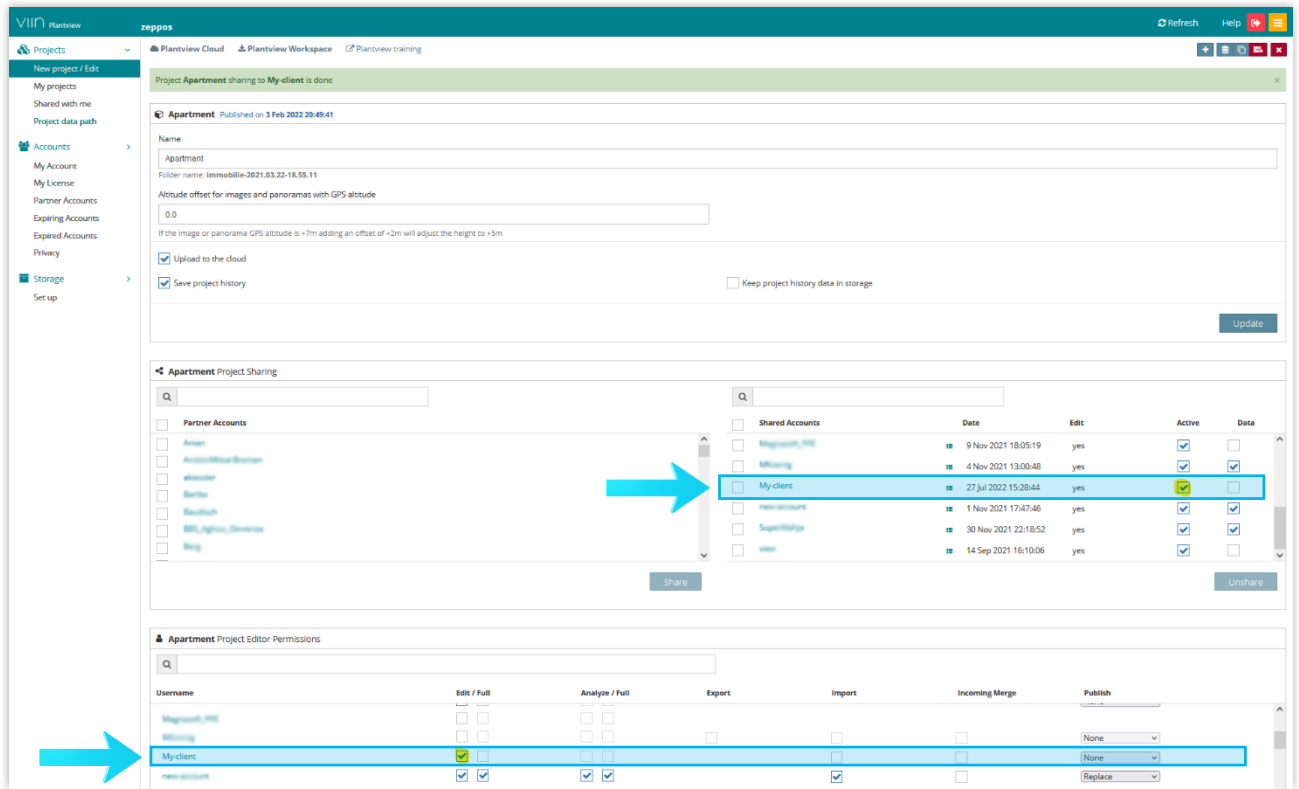 VIIN Plantview
zeppos
Refresh Help
Projects
New project / Edit
My projects
Shared with me
Project data path
Accounts
My Account
My License
Partner Accounts
Expiring Accounts
Expired Accounts
Privacy
Storage
Set up
Plantview Cloud Plantview Workspace Plantview training
Project Apartment sharing to My-client is done
Apartment Published on 3 Feb 2022 20:49:41
Name
Apartment
Folder name: immobilie-2021.03.22-18.55.11
Altitude offset for images and panoramas with GPS altitude
0.0
If the image or panorama GPS altitude is +7m adding an offset of +2m will adjust the height to +5m
Upload to the cloud
Save project history Keep project history data in storage
Update
Apartment Project Sharing
Partner Accounts
Aman
Berg
Share
Shared Accounts Date Edit Active Data
9 Nov 2021 18:05:19 yes
4 Nov 2021 13:00:48 yes
My-client 27 Jul 2022 15:28:44 yes
new-account 1 Nov 2021 17:47:46 yes
30 Nov 2021 22:18:52 yes
14 Sep 2021 16:10:06 yes
Unshare
Apartment Project Editor Permissions
Username Edit / Full Analyze / Full Export Import Incoming Merge Publish
None
My-client None
new-account Replace